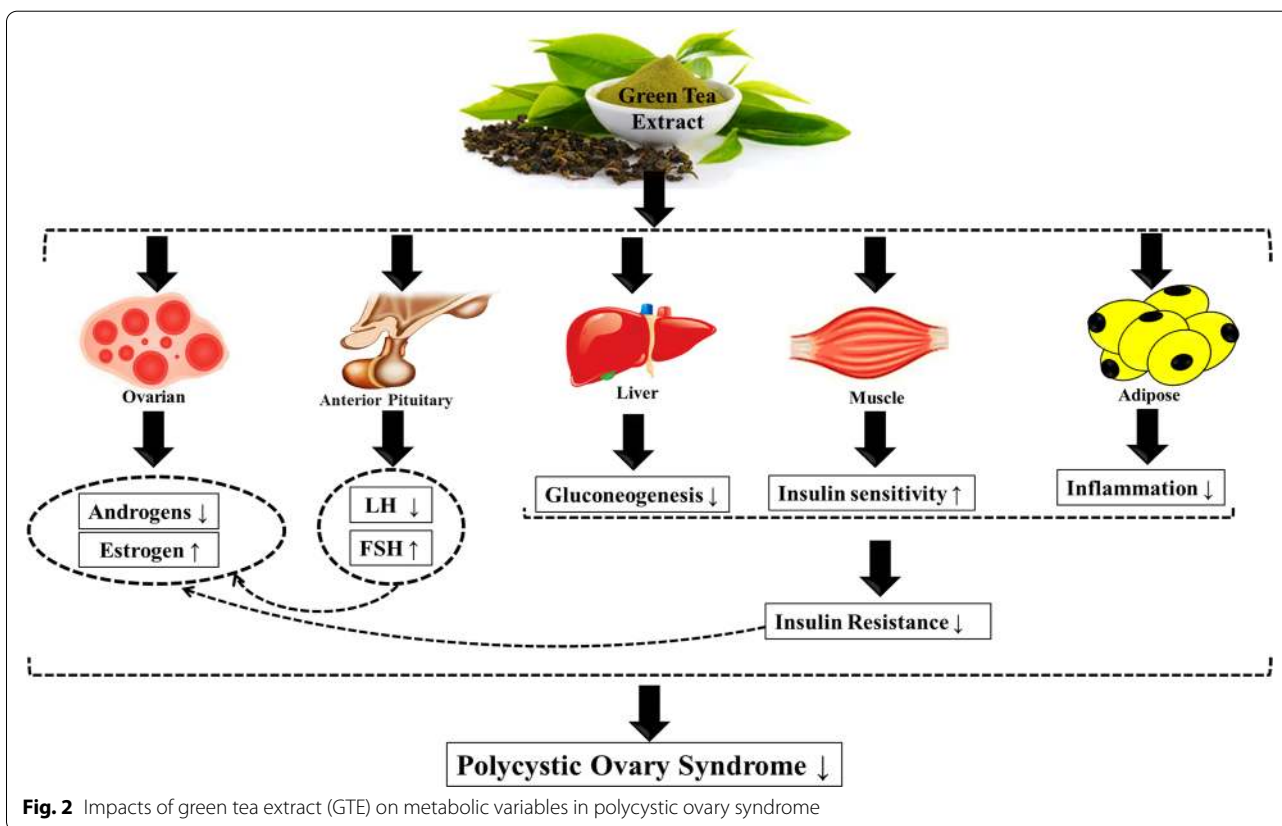 Green Tea
Extract
Ovarian
Anterior Pituitary
Liver
Muscle
Adipose
Androgens ↓
Estrogen ↑
LH ↓
FSH ↑
Gluconeogenesis ↓
Insulin sensitivity ↑
Inflammation ↓
Insulin Resistance ↓
Polycystic Ovary Syndrome ↓
Fig. 2 Impacts of green tea extract (GTE) on metabolic variables in polycystic ovary syndrome